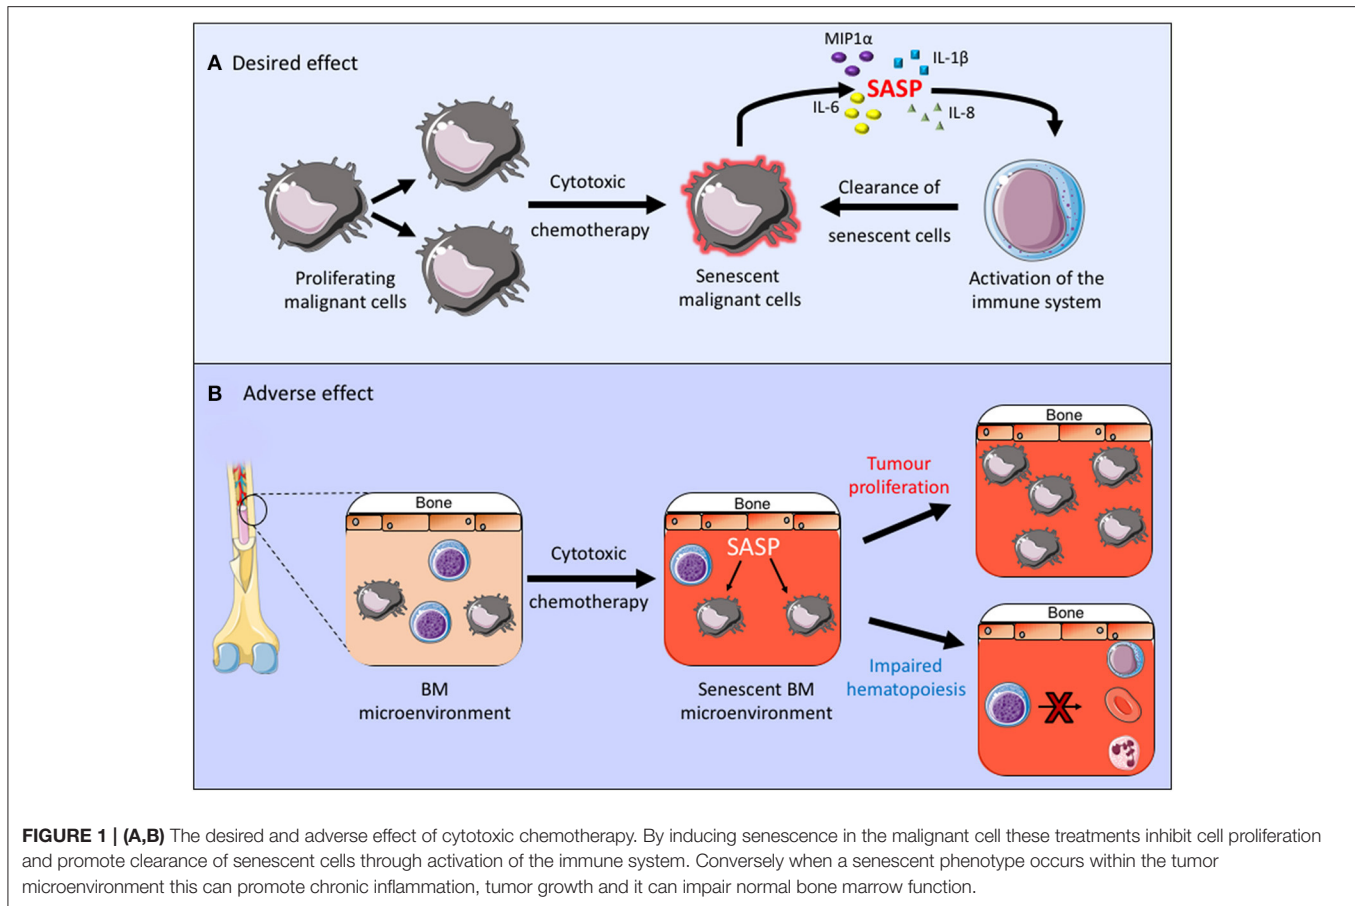 A Desired effect
MIP1α
IL-1β
SASP
IL-6
IL-8
Cytotoxic
chemotherapy
Clearance of
senescent cells
Proliferating
malignant cells
Senescent
malignant cells
Activation of the
immune system
B Adverse effect
Bone
Tumour
proliferation
Bone
Bone
SASP
Cytotoxic
chemotherapy
Bone
Impaired
hematopoiesis
X
BM
microenvironment
Senescent BM
microenvironment
FIGURE 1 | (A,B) The desired and adverse effect of cytotoxic chemotherapy. By inducing senescence in the malignant cell these treatments inhibit cell proliferation
and promote clearance of senescent cells through activation of the immune system. Conversely when a senescent phenotype occurs within the tumor
microenvironment this can promote chronic inflammation, tumor growth and it can impair normal bone marrow function.